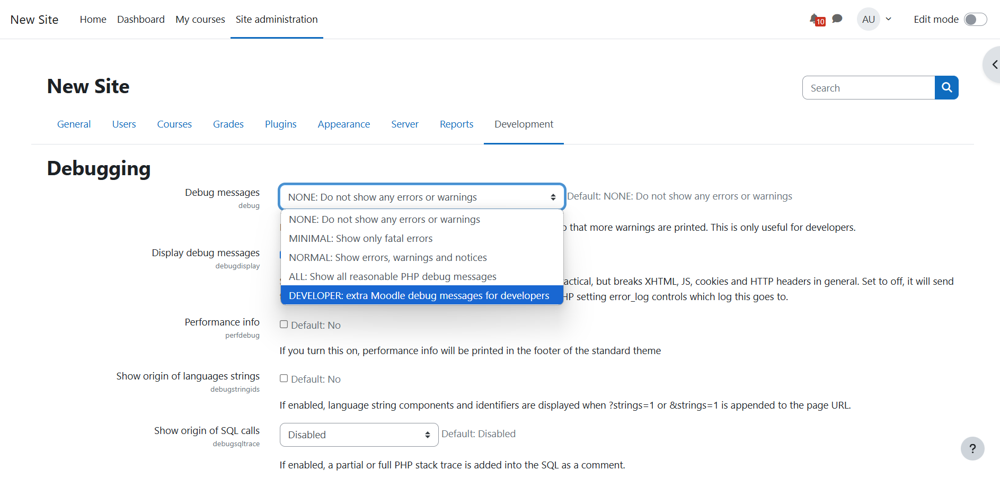 New Site Home Dashboard My courses Site administration 10 AU Edit mode
New Site
Search
General Users Courses Grades Plugins Appearance Server Reports Development
Debugging
Debug messages
debug
NONE: Do not show any errors or warnings
Default: NONE: Do not show any errors or warnings
NONE: Do not show any errors or warnings
MINIMAL: Show only fatal errors
NORMAL: Show errors, warnings and notices
ALL: Show all reasonable PHP debug messages
DEVELOPER: extra Moodle debug messages for developers
that more warnings are printed. This is only useful for developers.
Display debug messages
debugdisplay
but breaks XHTML, JS, cookies and HTTP headers in general. Set to off, it will send
setting error_log controls which log this goes to.
Performance info
perfdebug
Default: No
If you turn this on, performance info will be printed in the footer of the standard theme
Show origin of languages strings
debugstringids
Default: No
If enabled, language string components and identifiers are displayed when ?strings=1 or &strings=1 is appended to the page URL.
Show origin of SQL calls
debugsqltrace
Disabled
Default: Disabled
If enabled, a partial or full PHP stack trace is added into the SQL as a comment.
?